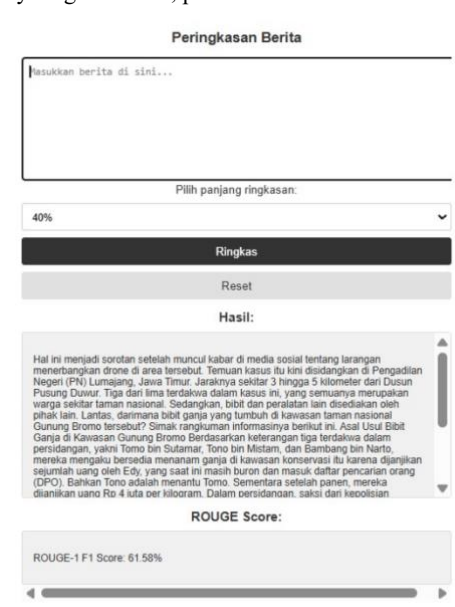 Peringkasan Berita
Masukkan berita di sini...
Pilih panjang ringkasan:
40%
Ringkas
Reset
Hasil:
Hal ini menjadi sorotan setelah muncul kabar di media sosial tentang larangan
menerbangkan drone di area tersebut. Temuan kasus itu kini disidangkan di Pengadilan
Negeri (PN) Lumajang, Jawa Timur. Jaraknya sekitar 3 hingga 5 kilometer dari Dusun
Pusung Duwur. Tiga dari lima terdakwa dalam kasus ini, yang semuanya merupakan
warga sekitar taman nasional. Sedangkan, bibit dan peralatan lain disediakan oleh
pihak lain. Lantas, darimana bibit ganja yang tumbuh di kawasan taman nasional
Gunung Bromo tersebut? Simak rangkuman informasinya berikut ini. Asal Usul Bibit
Ganja di Kawasan Gunung Bromo Berdasarkan keterangan tiga terdakwa dalam
persidangan, yakni Tomo bin Sutamar, Tono bin Mistam, dan Bambang bin Narto,
mereka mengaku bersedia menanam ganja di kawasan konservasi itu karena dijanjikan
sejumlah uang oleh Edy, yang saat ini masih buron dan masuk daftar pencarian orang
(DPO). Bahkan Tono adalah menantu Tomo. Sementara setelah panen, mereka
dijanjikan uang Rp 4 juta per kilogram. Dalam persidangan, saksi dari kepolisian
ROUGE Score:
ROUGE-1 F1 Score: 61.58%